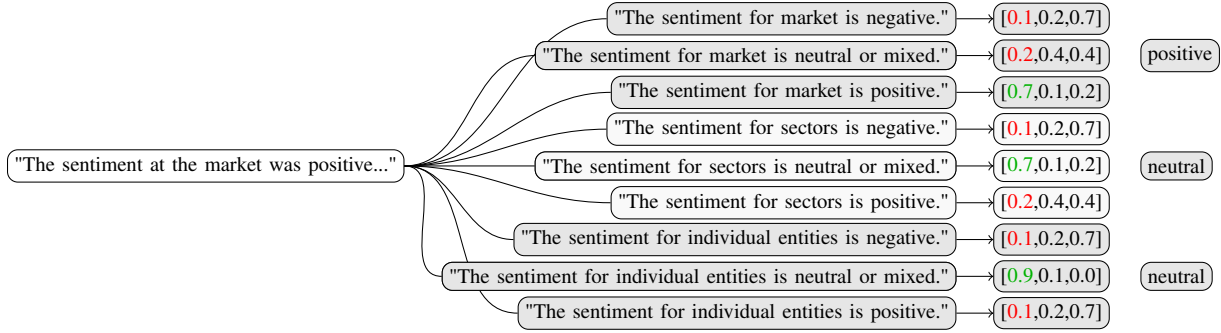 "The sentiment for market is negative." [0.1,0.2,0.7]
"The sentiment for market is neutral or mixed." [0.2,0.4,0.4] positive
"The sentiment for market is positive." [0.7,0.1,0.2]
"The sentiment for sectors is negative." [0.1,0.2,0.7]
"The sentiment at the market was positive..." "The sentiment for sectors is neutral or mixed." [0.7,0.1,0.2] neutral
"The sentiment for sectors is positive." [0.2,0.4,0.4]
"The sentiment for individual entities is negative." [0.1,0.2,0.7]
"The sentiment for individual entities is neutral or mixed." [0.9,0.1,0.0] neutral
"The sentiment for individual entities is positive." [0.1,0.2,0.7]